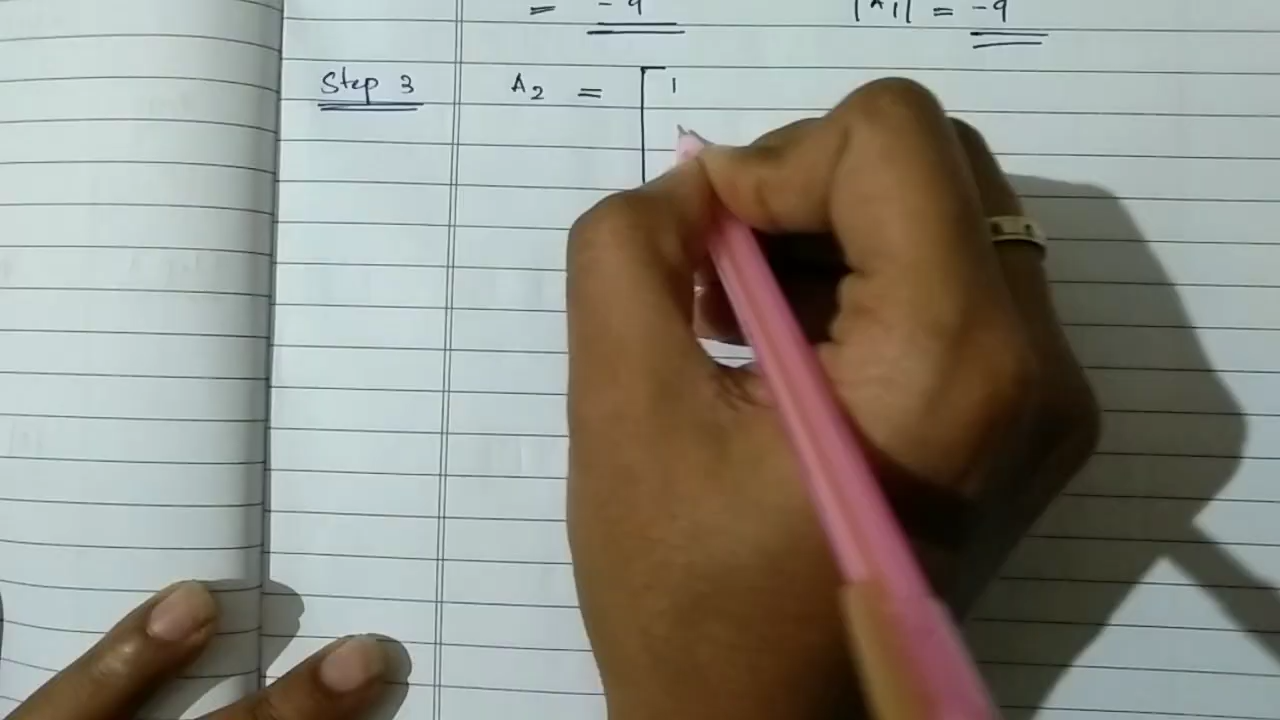 = -9 |A1| = -9
Step 3 A2 = [ 1